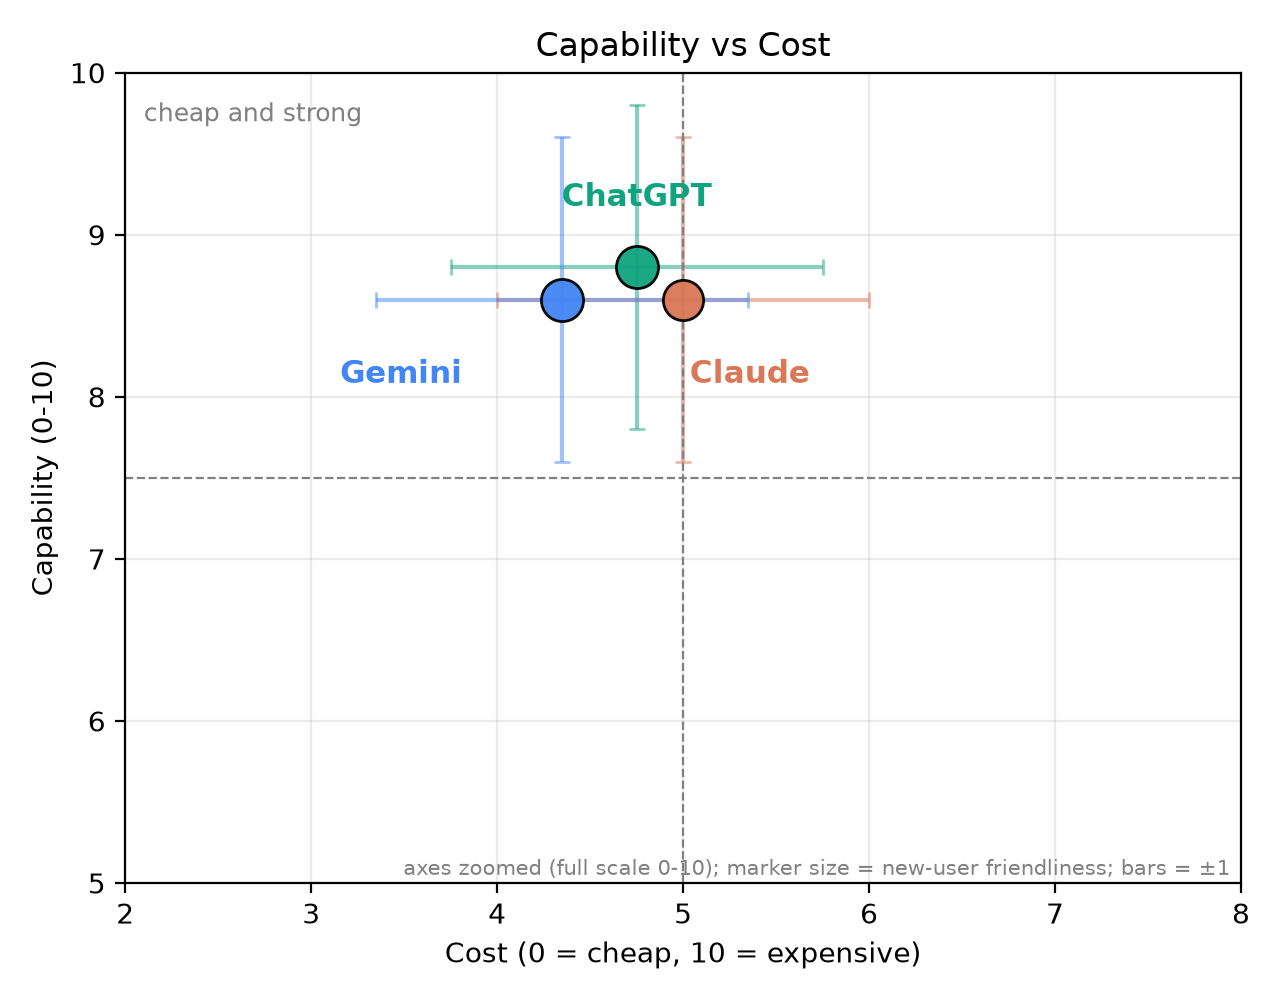 Capability vs Cost
10
cheap and strong
ChatGPT
9
Gemini
Claude
8
Capability (0-10)
7
6
axes zoomed (full scale 0-10); marker size = new-user friendliness; bars = ±1
5
2 3 4 5 6 7 8
Cost (0 = cheap, 10 = expensive)